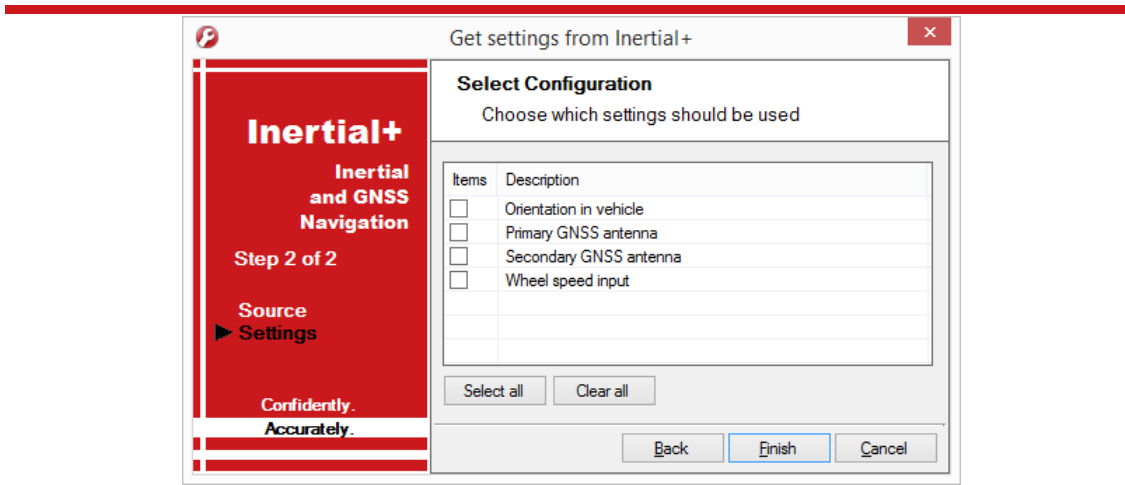 Get settings from Inertial+
Inertial+
Inertial
and GNSS
Navigation
Step 2 of 2
Source
Settings
Confidently.
Accurately.
Select Configuration
Choose which settings should be used
Items Description
Orientation in vehicle
Primary GNSS antenna
Secondary GNSS antenna
Wheel speed input
Select all Clear all
Back Finish Cancel